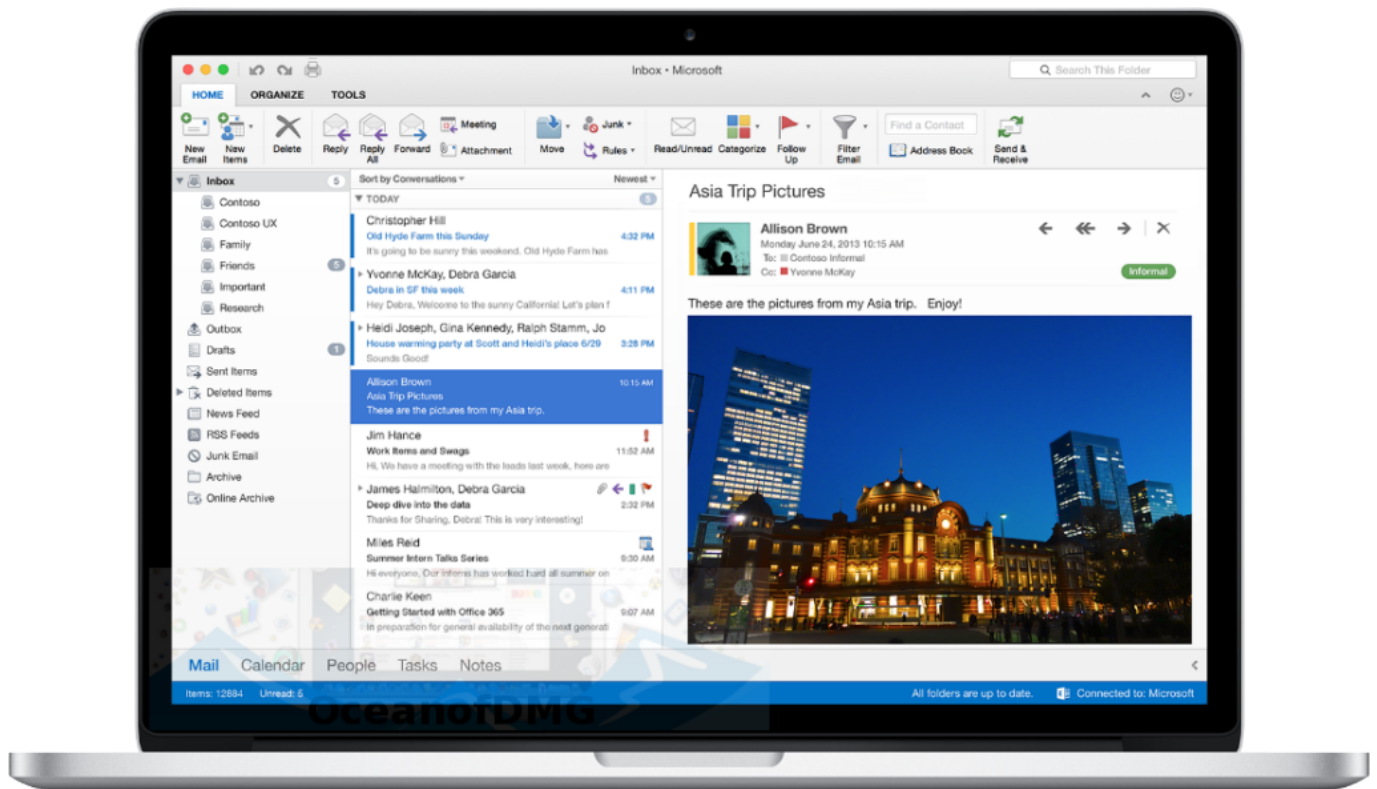 Inbox • Microsoft
Search This Folder
HOME ORGANIZE TOOLS
New Email
New Items
Delete
Reply
Reply All
Forward
Meeting
Attachment
Move
Junk
Rules
Read/Unread
Categorize
Follow Up
Filter Email
Find a Contact
Address Book
Send & Receive
Inbox 5
Contoso
Contoso UX
Family
Friends 5
Important
Research
Outbox
Drafts 1
Sent Items
Deleted Items
News Feed
RSS Feeds
Junk Email
Archive
Online Archive
Sort by Conversations Newest
TODAY 5
Christopher Hill
Old Hyde Farm this Sunday 4:32 PM
It's going to be sunny this weekend. Old Hyde Farm has
Yvonne McKay, Debra Garcia
Debra in SF this week 4:11 PM
Hey Debra, Welcome to the sunny California! Let's plan f
Heidi Joseph, Gina Kennedy, Ralph Stamm, Jo
House warming party at Scott and Heidi's place 6/29 3:28 PM
Sounds Good!
Allison Brown 10:15 AM
Asia Trip Pictures
These are the pictures from my Asia trip.
Jim Hance
Work Items and Swags 11:52 AM
Hi, We have a meeting with the leads last week, here are
James Halmilton, Debra Garcia
Deep dive into the data 2:32 PM
Thanks for Sharing, Debra! This is very interesting!
Miles Reid
Summer Intern Talks Series 9:30 AM
Hi everyone, Our interns has worked hard all summer on
Charlie Keen
Getting Started with Office 365 9:07 AM
In preparation for general availability of the next generati
Asia Trip Pictures
Allison Brown
Monday June 24, 2013 10:15 AM
To: Contoso Informal
Cc: Yvonne McKay
Informal
These are the pictures from my Asia trip. Enjoy!
Mail Calendar People Tasks Notes
Items: 12884 Unread: 5 All folders are up to date. Connected to: Microsoft
OceanofDMG